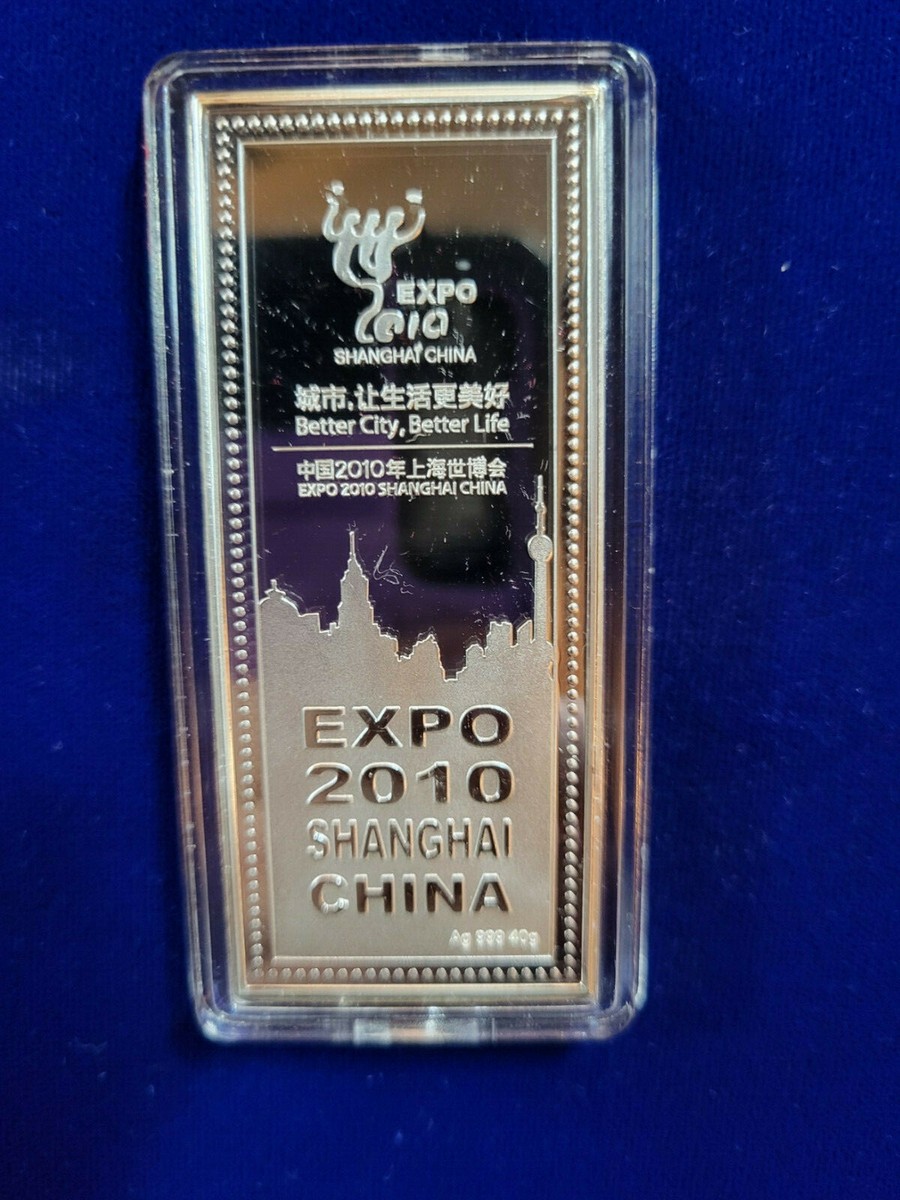 EXPO
2010
SHANGHAI CHINA
城市,让生活更美好
Better City, Better Life
中国2010年上海世博会
EXPO 2010 SHANGHAI CHINA
EXPO
2010
SHANGHAI
CHINA
Ag 999 40g